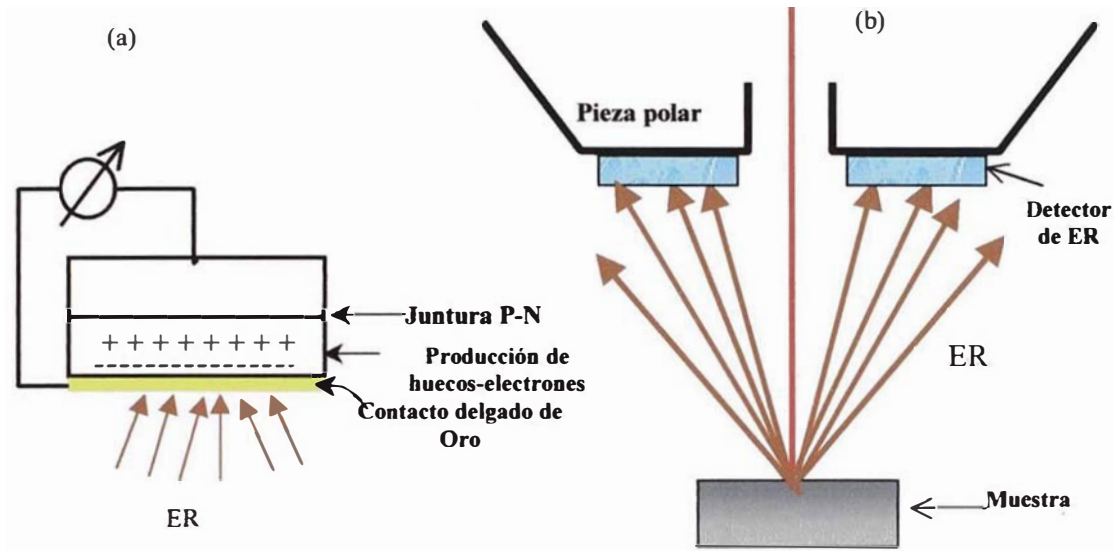 (a)
Juntura P-N
+ + + + + + + +
Producción de
huecos-electrones
Contacto delgado de
Oro
ER
(b)
Pieza polar
Detector
de ER
ER
Muestra